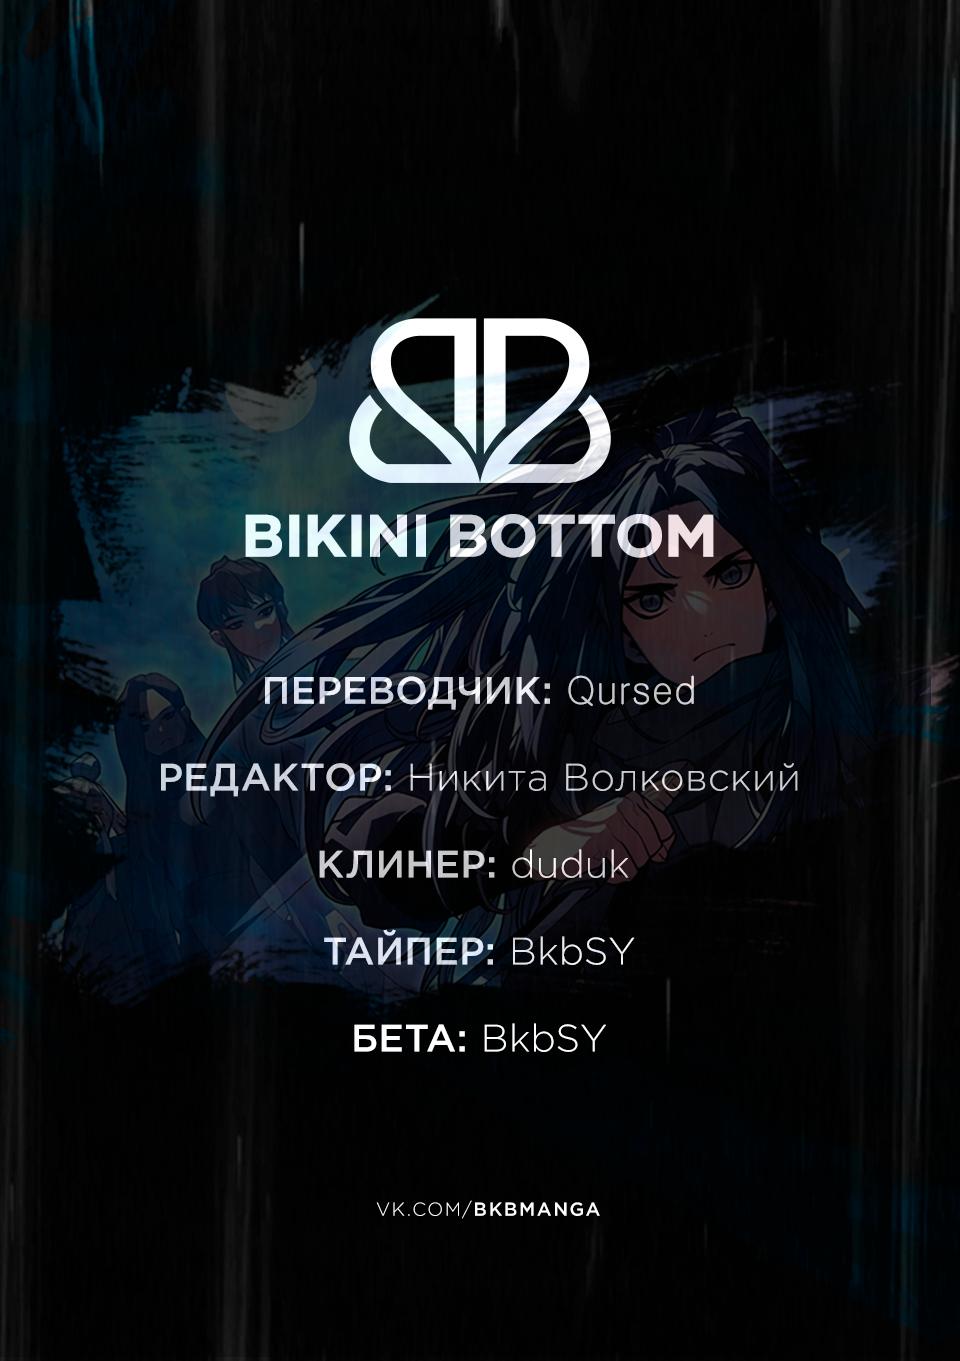 BIKINI BOTTOM
ПЕРЕВОДЧИК: Qursed
РЕДАКТОР: Никита Волковский
КЛИНЕР: duduk
ТАЙПЕР: BkbSY
БЕТА: BkbSY
VK.COM/BKBMANGA